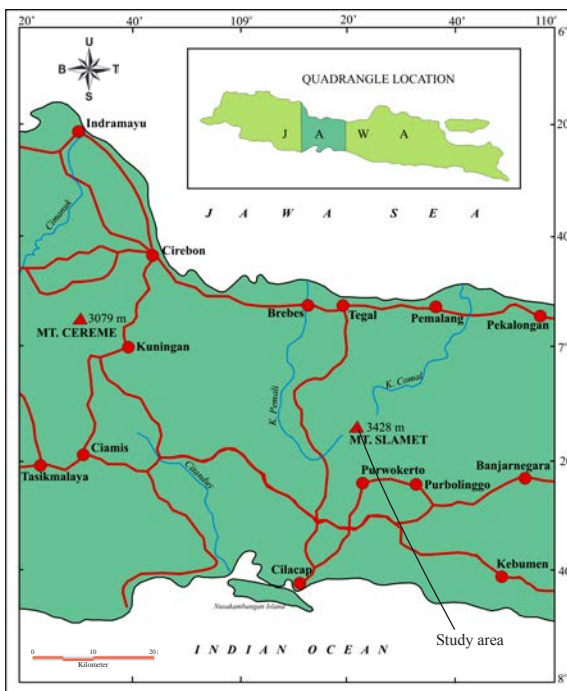 20' 40' 109° 20' 40' 110°
6°
U
B T
S
QUADRANGLE LOCATION
J A W A
Indramayu
20'
Cimanuk
J A W A S E A
40'
Cirebon
3079 m
MT. CEREME
Brebes
Tegal
Pemalang
Pekalongan
Kuningan
7°
K. Comal
K. Pemali
3428 m
MT. SLAMET
Ciamis
Tasikmalaya
Citanduy
20'
Purwokerto
Purbolinggo
Banjarnegara
Cilacap
Kebumen
40'
Nusakambangan Island
Study area
I N D I A N O C E A N
0 10 20
Kilometer
8°